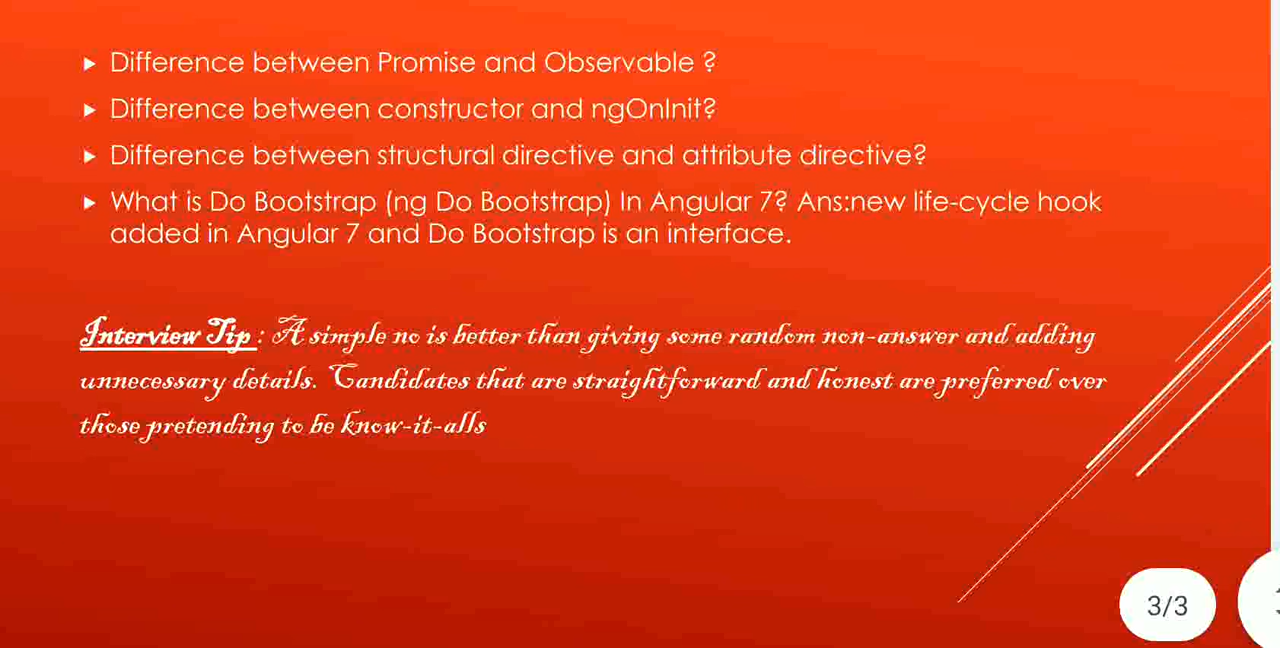 Difference between Promise and Observable ?
Difference between constructor and ngOnInit?
Difference between structural directive and attribute directive?
What is Do Bootstrap (ng Do Bootstrap) In Angular 7? Ans:new life-cycle hook
added in Angular 7 and Do Bootstrap is an interface.
Interview Tip : A simple no is better than giving some random non-answer and adding
unnecessary details. Candidates that are straightforward and honest are preferred over
those pretending to be know-it-alls
3/3